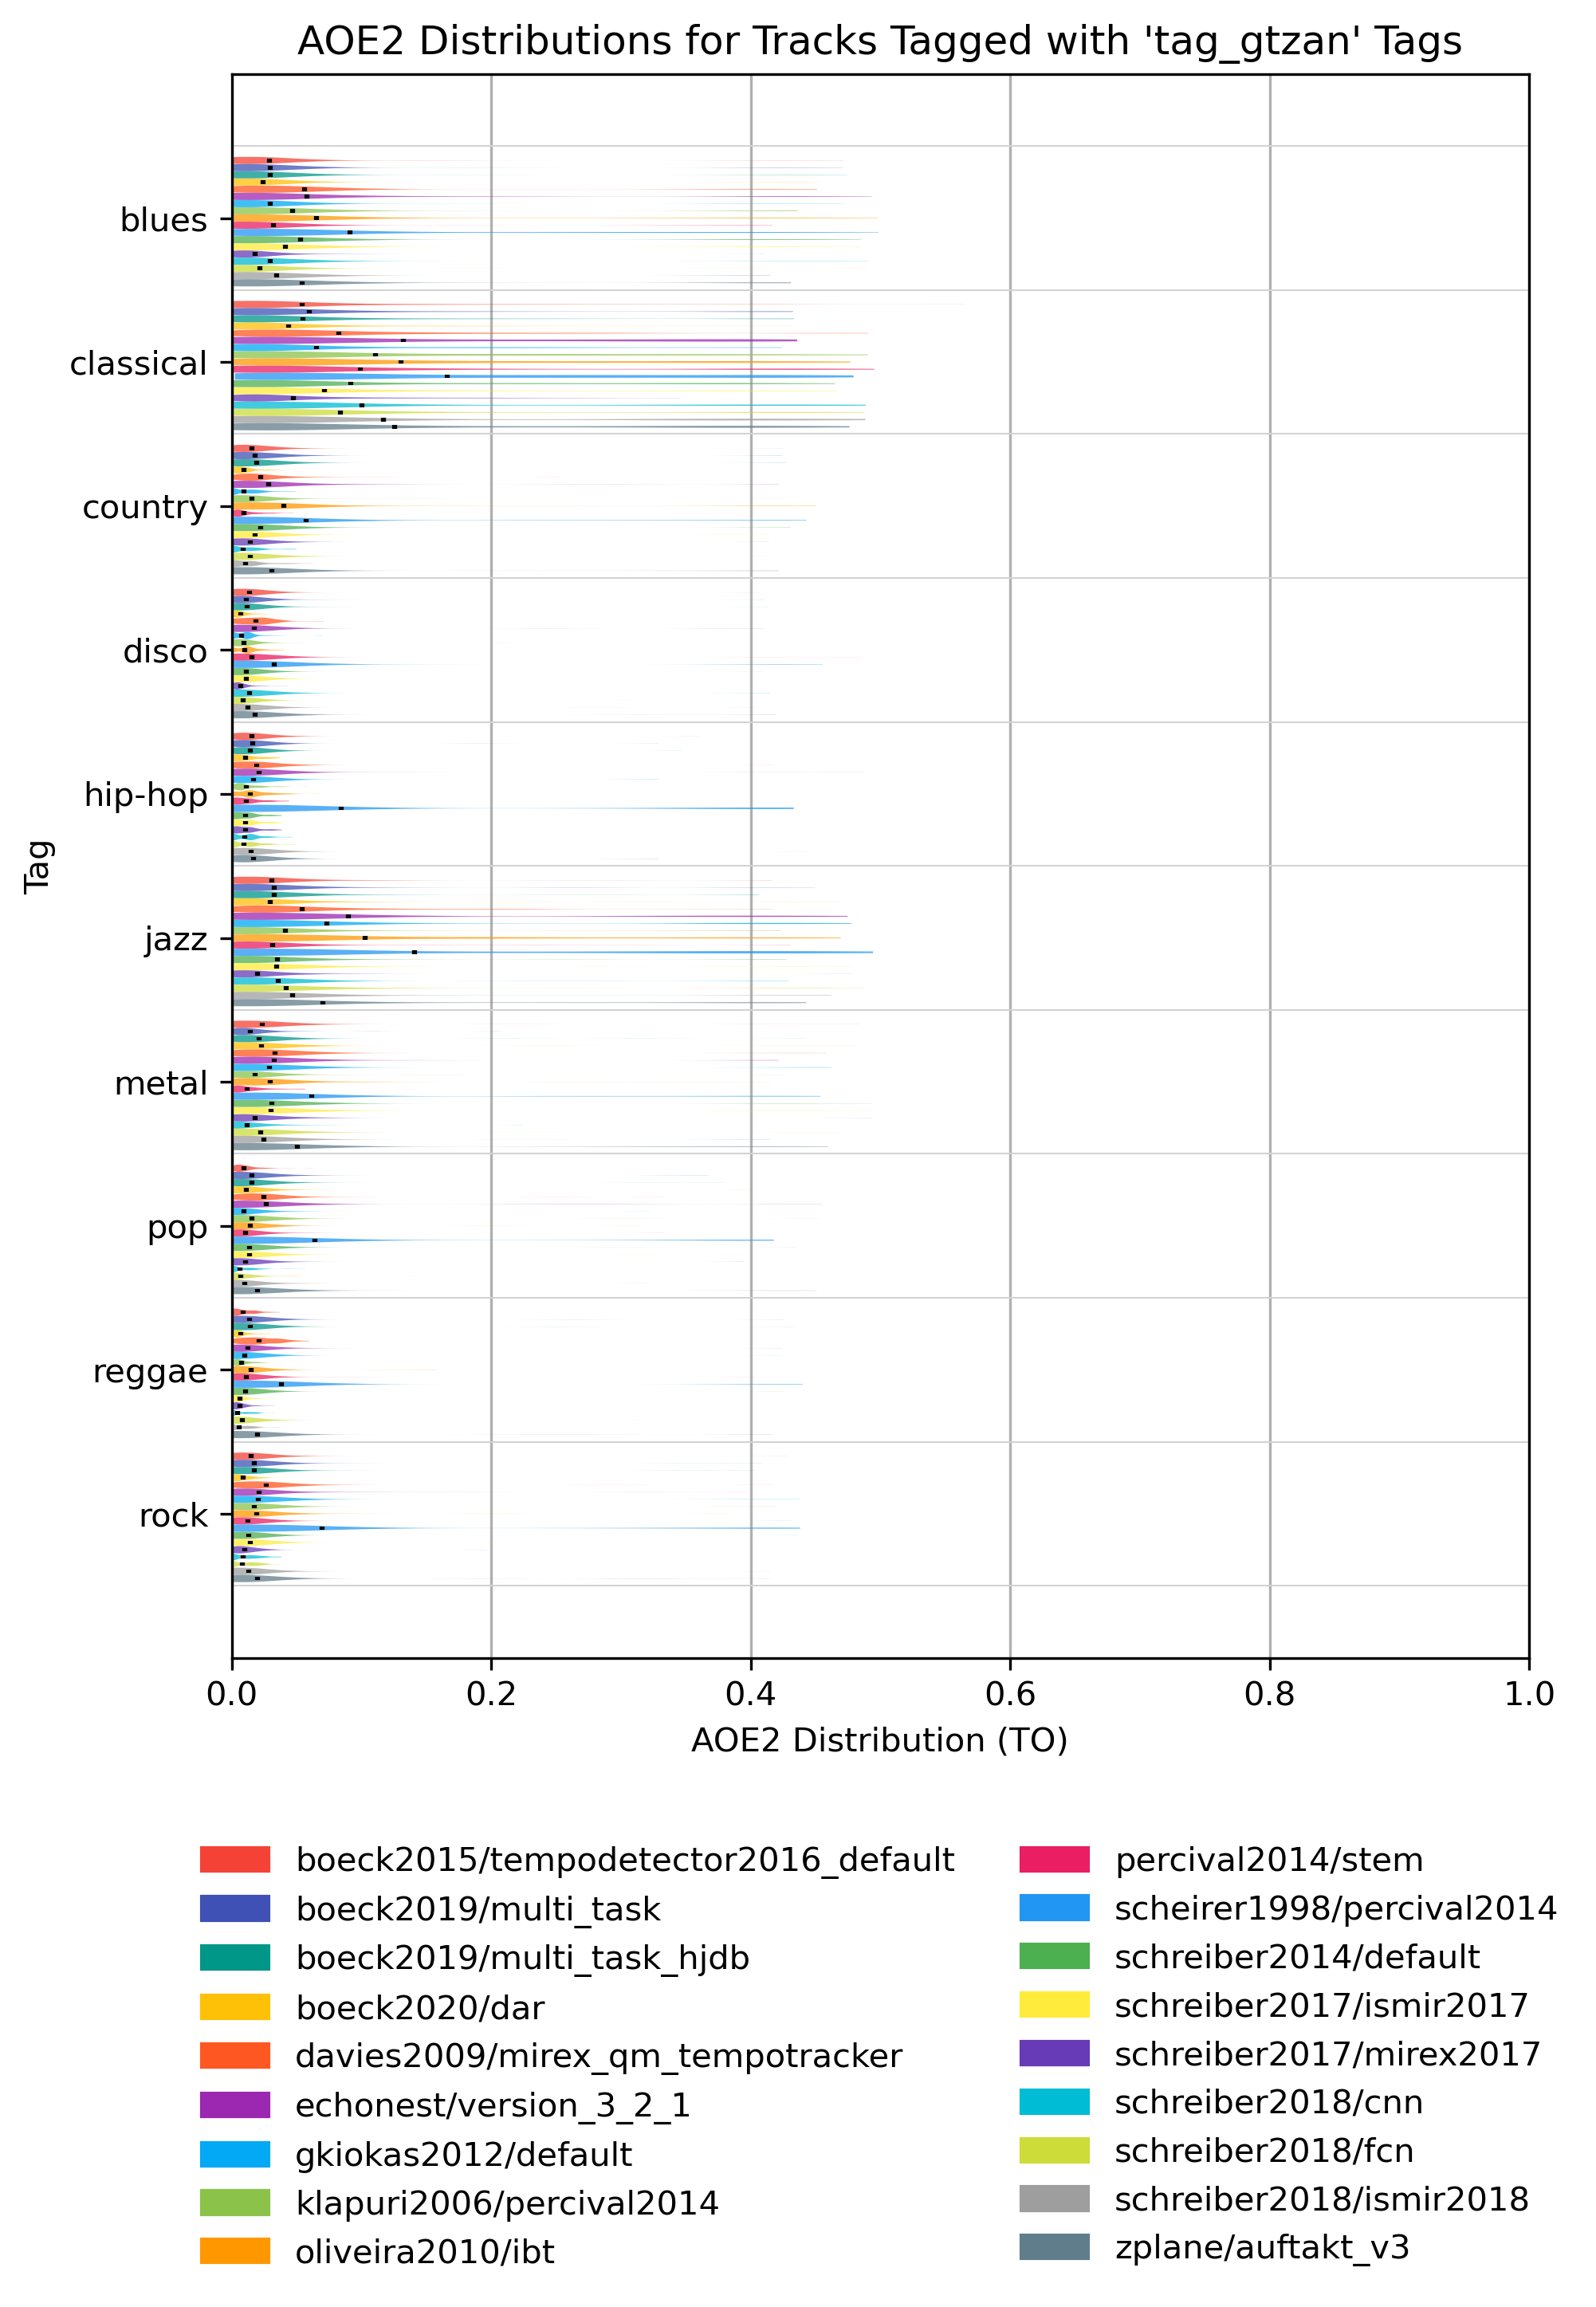 AOE2 Distributions for Tracks Tagged with 'tag_gtzan' Tags
Tag
blues
classical
country
disco
hip-hop
jazz
metal
pop
reggae
rock
0.0 0.2 0.4 0.6 0.8 1.0
AOE2 Distribution (TO)
boeck2015/tempodetector2016_default
boeck2019/multi_task
boeck2019/multi_task_hjdb
boeck2020/dar
davies2009/mirex_qm_tempotracker
echonest/version_3_2_1
gkiokas2012/default
klapuri2006/percival2014
oliveira2010/ibt
percival2014/stem
scheirer1998/percival2014
schreiber2014/default
schreiber2017/ismir2017
schreiber2017/mirex2017
schreiber2018/cnn
schreiber2018/fcn
schreiber2018/ismir2018
zplane/auftakt_v3